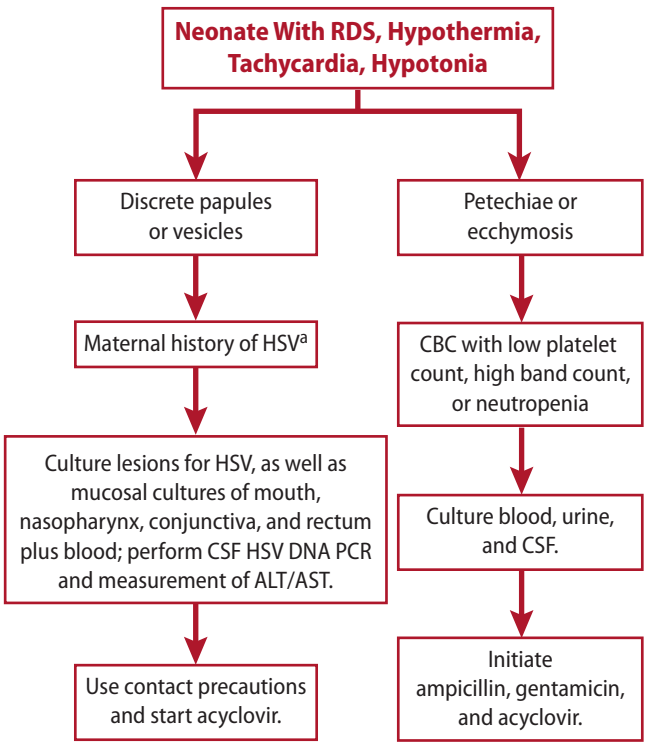 Neonate With RDS, Hypothermia,
Tachycardia, Hypotonia
Discrete papules
or vesicles
Maternal history of HSVᵃ
Culture lesions for HSV, as well as
mucosal cultures of mouth,
nasopharynx, conjunctiva, and rectum
plus blood; perform CSF HSV DNA PCR
and measurement of ALT/AST.
Use contact precautions
and start acyclovir.
Petechiae or
ecchymosis
CBC with low platelet
count, high band count,
or neutropenia
Culture blood, urine,
and CSF.
Initiate
ampicillin, gentamicin,
and acyclovir.